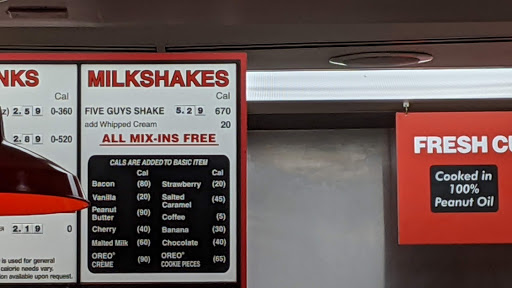 NKS
Cal
z) 2.59 0-360
2.89 0-520
2.19 0
is used for general
calorie needs vary.
ion available upon request.
MILKSHAKES
Cal
FIVE GUYS SHAKE 5.29 670
add Whipped Cream 20
ALL MIX-INS FREE
CALS ARE ADDED TO BASIC ITEM
Cal Cal
Bacon (80) Strawberry (20)
Vanilla (20) Salted Caramel (45)
Peanut Butter (90) Coffee (5)
Cherry (40) Banana (30)
Malted Milk (60) Chocolate (40)
OREO® CRÈME (90) OREO® COOKIE PIECES (65)
FRESH CU
Cooked in
100%
Peanut Oil